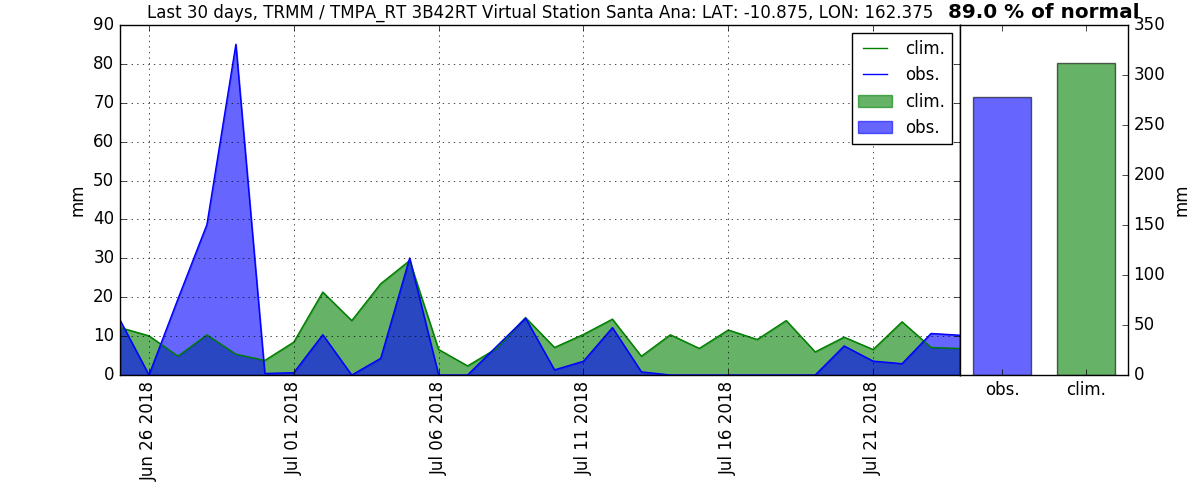 Last 30 days, TRMM / TMPA_RT 3B42RT Virtual Station Santa Ana: LAT: -10.875, LON: 162.375
89.0 % of normal
90
80
70
60
50
40
30
20
10
0
mm
clim.
obs.
clim.
obs.
Jun 26 2018
Jul 01 2018
Jul 06 2018
Jul 11 2018
Jul 16 2018
Jul 21 2018
350
300
250
200
150
100
50
0
mm
obs.
clim.